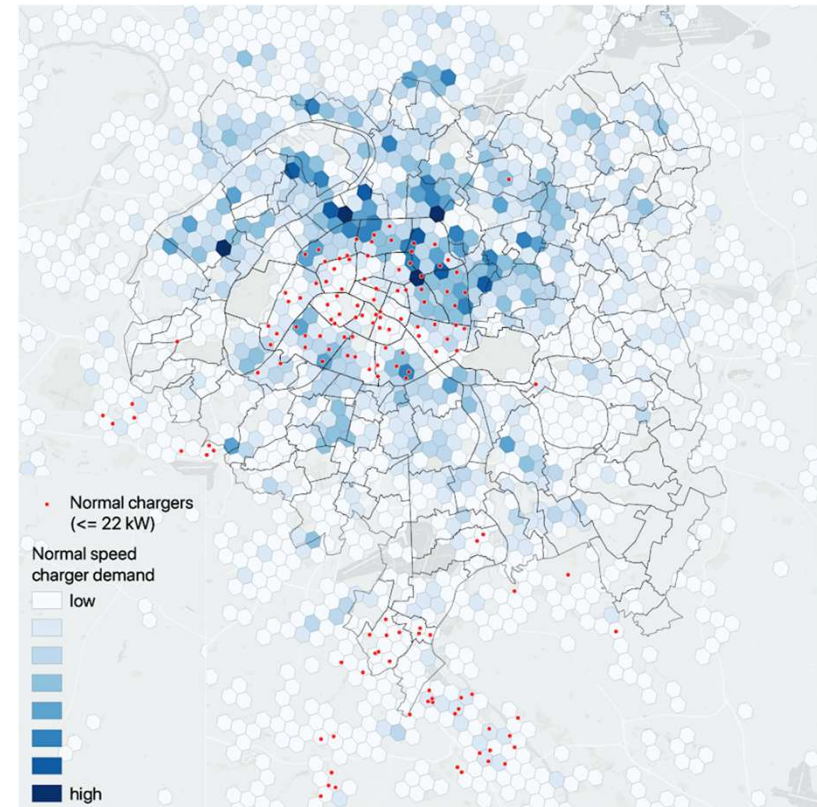 Normal chargers
(<= 22 kW)
Normal speed
charger demand
low
high